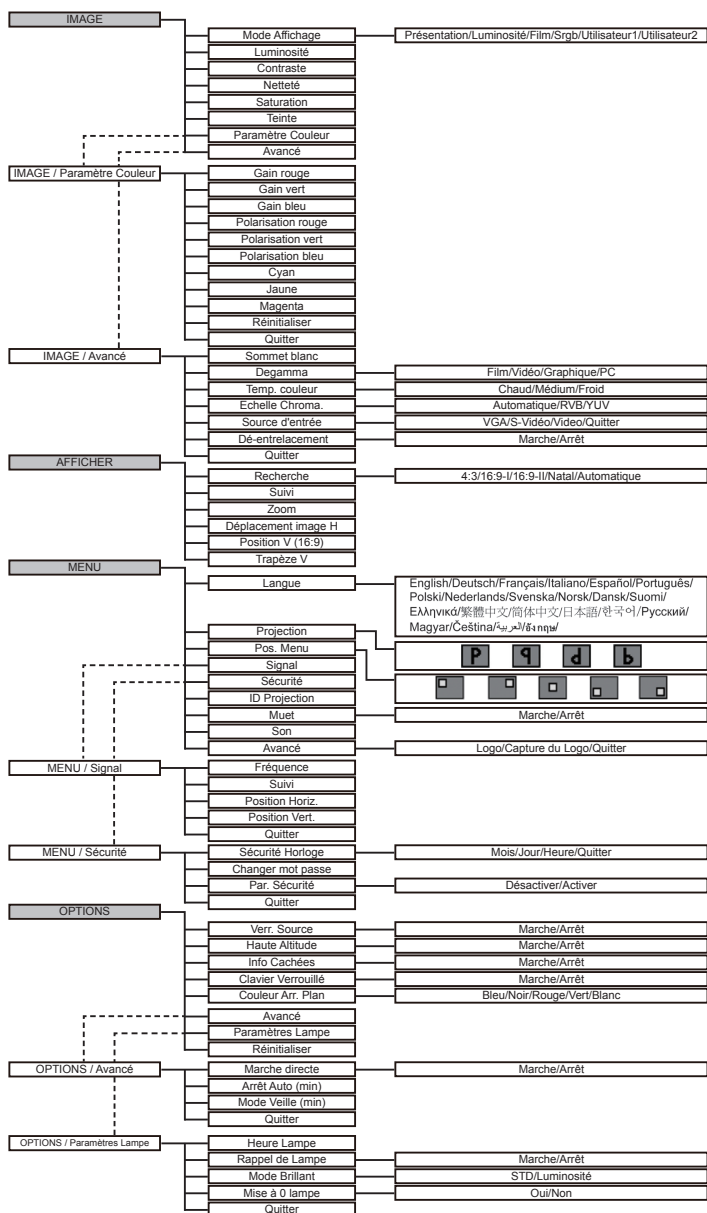 IMAGE
Mode Affichage
Présentation/Luminosité/Film/Srgb/Utilisateur1/Utilisateur2
Luminosité
Contraste
Netteté
Saturation
Teinte
Paramètre Couleur
Avancé
IMAGE / Paramètre Couleur
Gain rouge
Gain vert
Gain bleu
Polarisation rouge
Polarisation vert
Polarisation bleu
Cyan
Jaune
Magenta
Réinitialiser
Quitter
IMAGE / Avancé
Sommet blanc
Degamma
Film/Vidéo/Graphique/PC
Temp. couleur
Chaud/Médium/Froid
Echelle Chroma.
Automatique/RVB/YUV
Source d'entrée
VGA/S-Vidéo/Video/Quitter
Dé-entrelacement
Marche/Arrêt
Quitter
AFFICHER
Recherche
4:3/16:9-I/16:9-II/Natal/Automatique
Suivi
Zoom
Déplacement image H
Position V (16:9)
Trapèze V
MENU
Langue
English/Deutsch/Français/Italiano/Español/Português/
Polski/Nederlands/Svenska/Norsk/Dansk/Suomi/
Ελληνικά/繁體中文/简体中文/日本語/한국어/Русский/
Magyar/Čeština/العربية/อังกฤษ/
Projection
Pos. Menu
Signal
Sécurité
ID Projection
Muet
Marche/Arrêt
Son
Avancé
Logo/Capture du Logo/Quitter
MENU / Signal
Fréquence
Suivi
Position Horiz.
Position Vert.
Quitter
MENU / Sécurité
Sécurité Horloge
Mois/Jour/Heure/Quitter
Changer mot passe
Par. Sécurité
Désactiver/Activer
Quitter
OPTIONS
Verr. Source
Marche/Arrêt
Haute Altitude
Marche/Arrêt
Info Cachées
Marche/Arrêt
Clavier Verrouillé
Marche/Arrêt
Couleur Arr. Plan
Bleu/Noir/Rouge/Vert/Blanc
Avancé
Paramètres Lampe
Réinitialiser
OPTIONS / Avancé
Marche directe
Marche/Arrêt
Arrêt Auto (min)
Mode Veille (min)
Quitter
OPTIONS / Paramètres Lampe
Heure Lampe
Rappel de Lampe
Marche/Arrêt
Mode Brillant
STD/Luminosité
Mise à 0 lampe
Oui/Non
Quitter